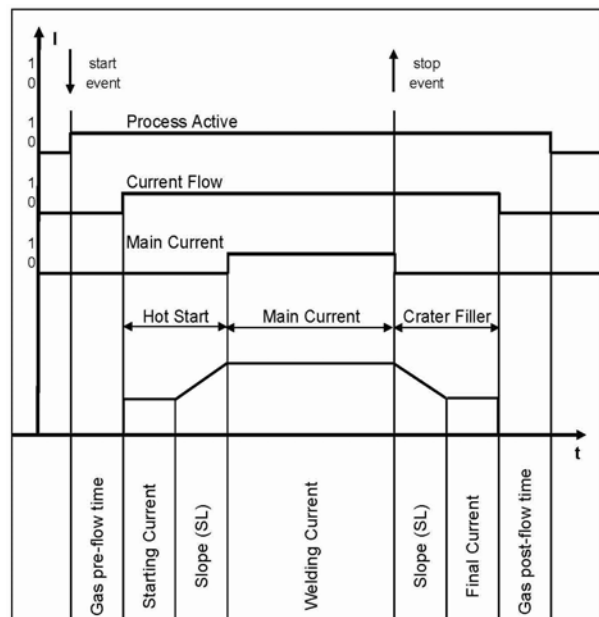 I
1
0
start
event
stop
event
1
0
Process Active
1
0
Current Flow
1
0
Main Current
Hot Start
Main Current
Crater Filler
t
Gas pre-flow time
Starting Current
Slope (SL)
Welding Current
Slope (SL)
Final Current
Gas post-flow time